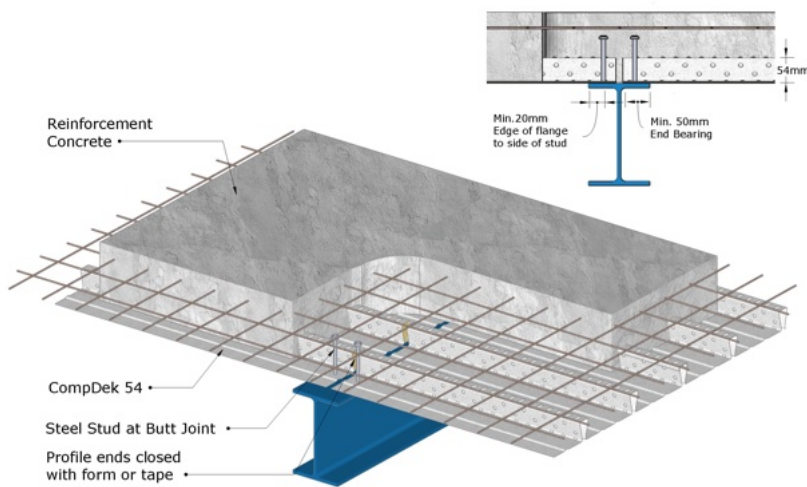 54mm
Min.20mm
Edge of flange
to side of stud
Min. 50mm
End Bearing
Reinforcement
Concrete
CompDek 54
Steel Stud at Butt Joint
Profile ends closed
with form or tape